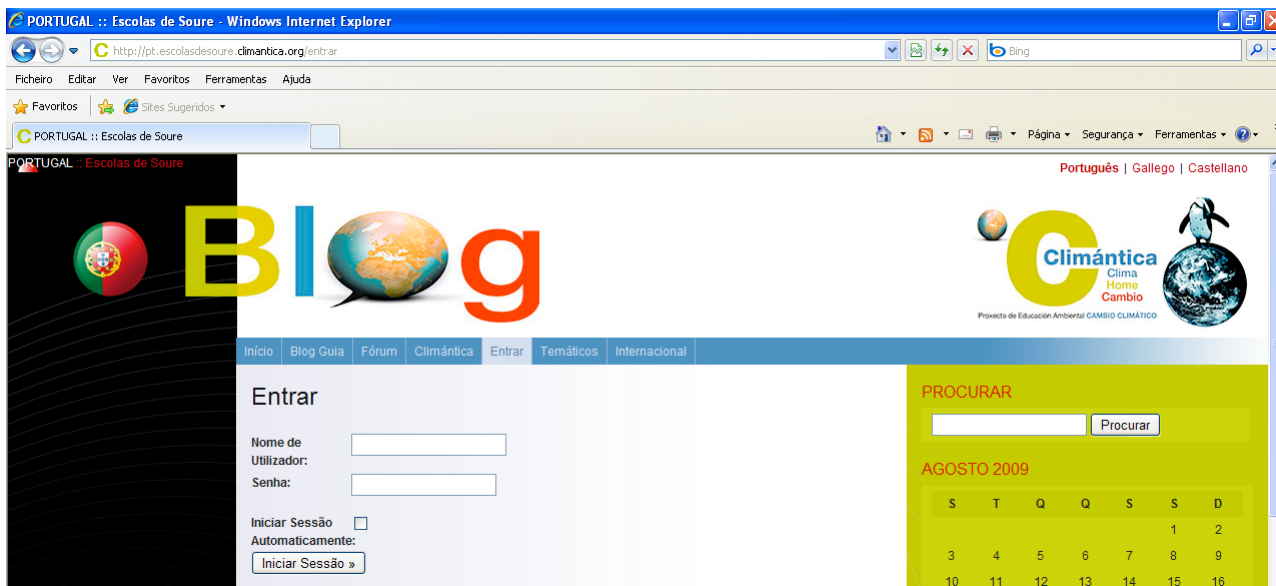 PORTUGAL :: Escolas de Soure - Windows Internet Explorer
http://pt.escolasdesoure.climantica.org/entrar
Bing
Ficheiro Editar Ver Favoritos Ferramentas Ajuda
Favoritos Sites Sugeridos
PORTUGAL :: Escolas de Soure
Página Segurança Ferramentas
PORTUGAL :: Escolas de Soure
Português | Gallego | Castellano
Blog
Climántica
Clima
Home
Cambio
Proxecto de Educación Ambiental CAMBIO CLIMÁTICO
Início Blog Guia Fórum Climántica Entrar Temáticos Internacional
Entrar
Nome de
Utilizador:
Senha:
Iniciar Sessão
Automaticamente:
Iniciar Sessão »
PROCURAR
Procurar
AGOSTO 2009
S T Q Q S S D
1 2
3 4 5 6 7 8 9
10 11 12 13 14 15 16